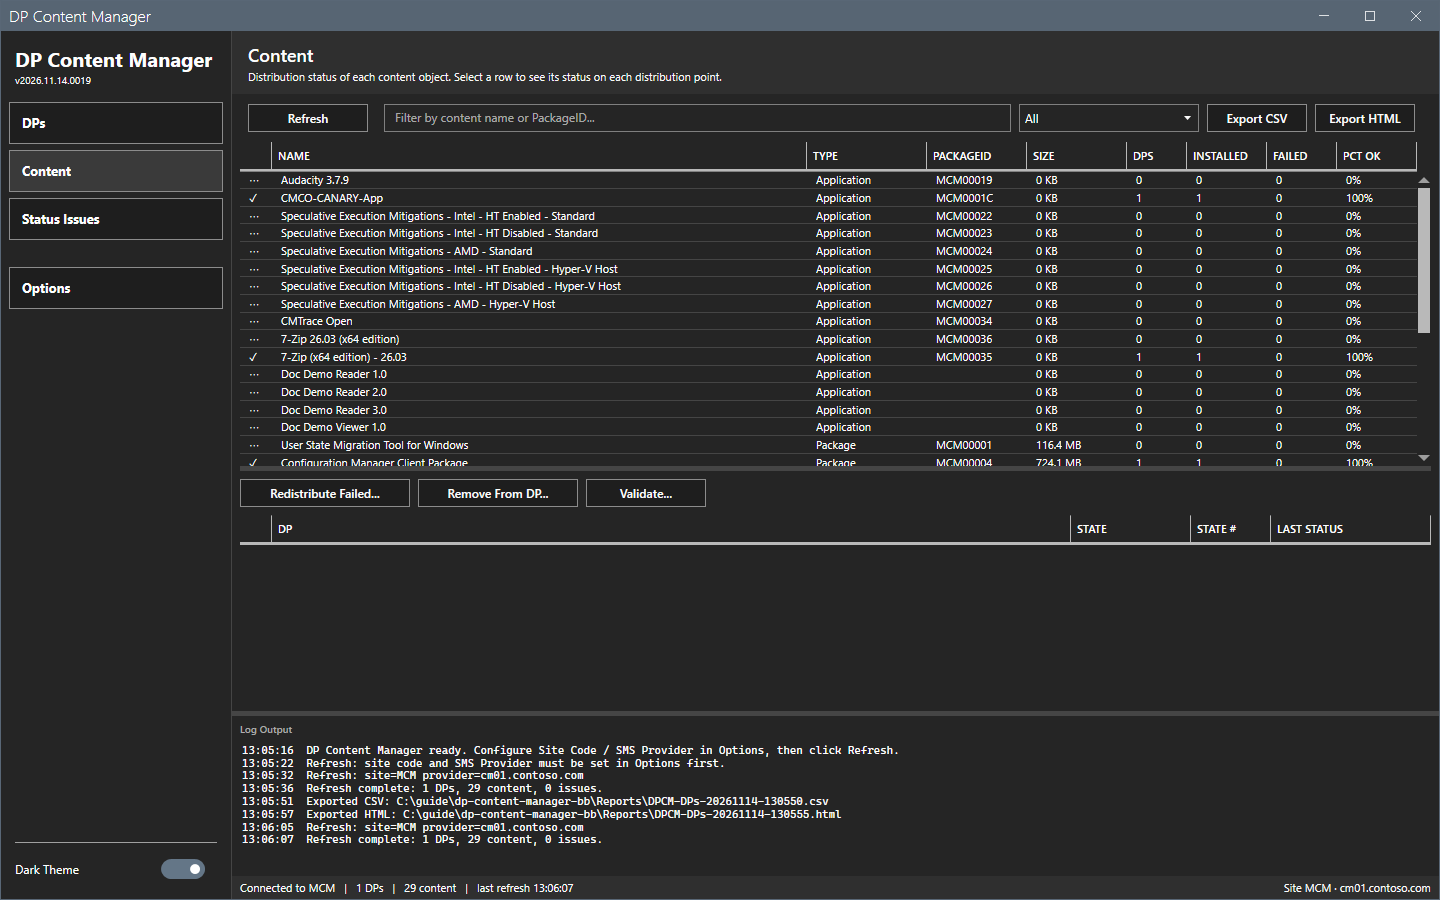 DP Content Manager
DP Content Manager
v2026.11.14.0019
DPs
Content
Status Issues
Options
Dark Theme
Content
Distribution status of each content object. Select a row to see its status on each distribution point.
Refresh
Filter by content name or PackageID...
All
Export CSV
Export HTML
NAME TYPE PACKAGEID SIZE DPS INSTALLED FAILED PCT OK
... Audacity 3.7.9 Application MCM00019 0 KB 0 0 0 0%
✓ CMCO-CANARY-App Application MCM0001C 0 KB 1 1 0 100%
... Speculative Execution Mitigations - Intel - HT Enabled - Standard Application MCM00022 0 KB 0 0 0 0%
... Speculative Execution Mitigations - Intel - HT Disabled - Standard Application MCM00023 0 KB 0 0 0 0%
... Speculative Execution Mitigations - AMD - Standard Application MCM00024 0 KB 0 0 0 0%
... Speculative Execution Mitigations - Intel - HT Enabled - Hyper-V Host Application MCM00025 0 KB 0 0 0 0%
... Speculative Execution Mitigations - Intel - HT Disabled - Hyper-V Host Application MCM00026 0 KB 0 0 0 0%
... Speculative Execution Mitigations - AMD - Hyper-V Host Application MCM00027 0 KB 0 0 0 0%
... CMTrace Open Application MCM00034 0 KB 0 0 0 0%
... 7-Zip 26.03 (x64 edition) Application MCM00036 0 KB 0 0 0 0%
✓ 7-Zip (x64 edition) - 26.03 Application MCM00035 0 KB 1 1 0 100%
... Doc Demo Reader 1.0 Application 0 KB 0 0 0 0%
... Doc Demo Reader 2.0 Application 0 KB 0 0 0 0%
... Doc Demo Reader 3.0 Application 0 KB 0 0 0 0%
... Doc Demo Viewer 1.0 Application 0 KB 0 0 0 0%
... User State Migration Tool for Windows Package MCM00001 116.4 MB 0 0 0 0%
✓ Configuration Manager Client Package Package MCM00004 724.1 MB 1 1 0 100%
Redistribute Failed...
Remove From DP...
Validate...
DP STATE STATE # LAST STATUS
Log Output
13:05:16 DP Content Manager ready. Configure Site Code / SMS Provider in Options, then click Refresh.
13:05:22 Refresh: site code and SMS Provider must be set in Options first.
13:05:32 Refresh: site=MCM provider=cm01.contoso.com
13:05:36 Refresh complete: 1 DPs, 29 content, 0 issues.
13:05:51 Exported CSV: C:\guide\dp-content-manager-bb\Reports\DPCM-DPs-20261114-130550.csv
13:05:57 Exported HTML: C:\guide\dp-content-manager-bb\Reports\DPCM-DPs-20261114-130555.html
13:06:05 Refresh: site=MCM provider=cm01.contoso.com
13:06:07 Refresh complete: 1 DPs, 29 content, 0 issues.
Connected to MCM | 1 DPs | 29 content | last refresh 13:06:07
Site MCM · cm01.contoso.com